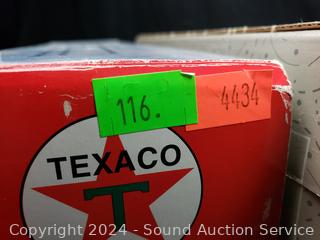 116.
4434
TEXACO
T
Copyright 2024 - Sound Auction Service